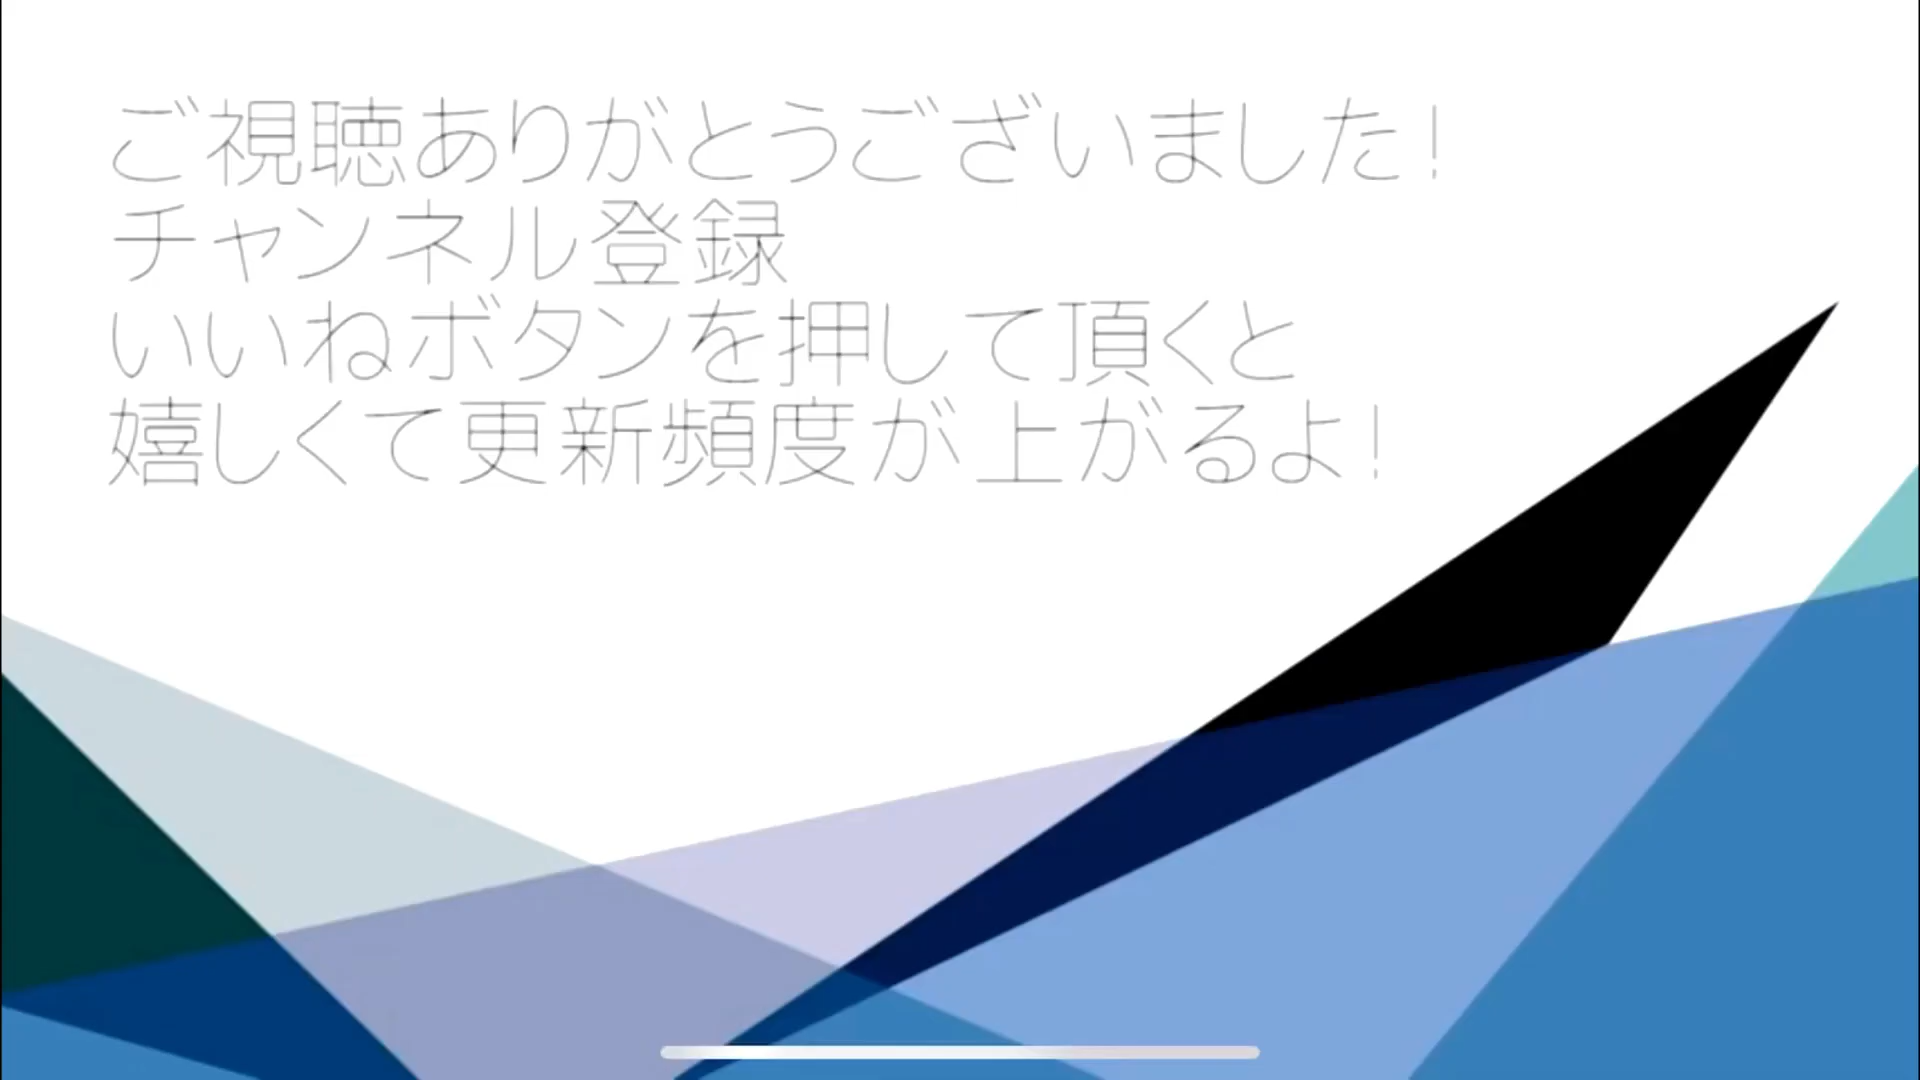 ご視聴ありがとうございました!
チャンネル登録
いいねボタンを押して頂くと
嬉しくて更新頻度が上がるよ!